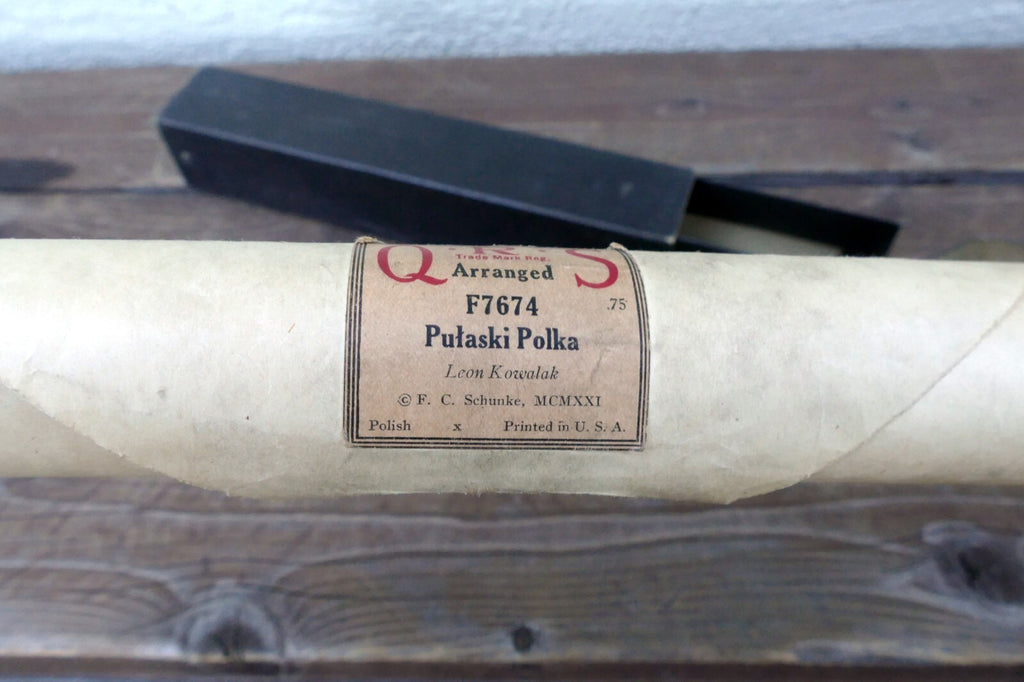 Q·R·S
Trade Mark Reg.
Arranged
F7674 .75
Pułaski Polka
Leon Kowalak
© F. C. Schunke, MCMXXI
Polish x Printed in U. S. A.